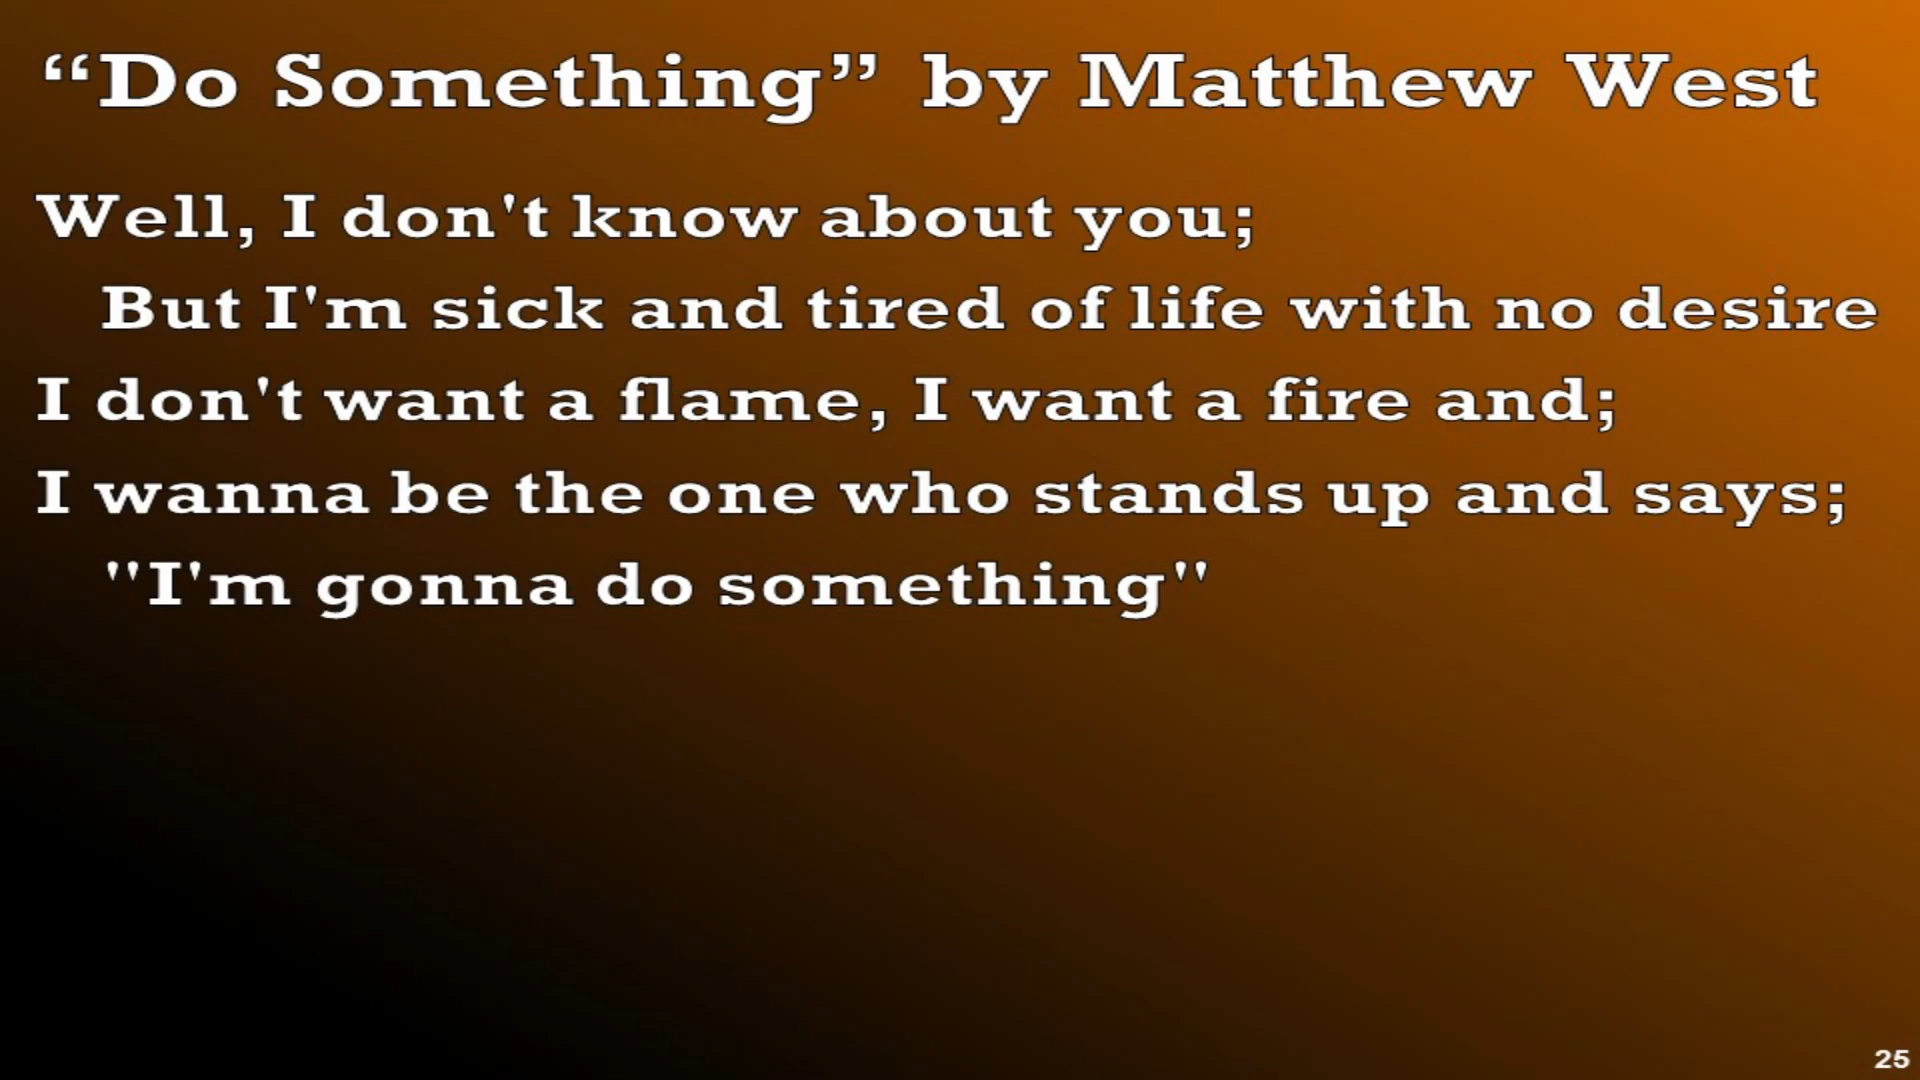 “Do Something” by Matthew West
Well, I don't know about you;
But I'm sick and tired of life with no desire
I don't want a flame, I want a fire and;
I wanna be the one who stands up and says;
"I'm gonna do something"
25